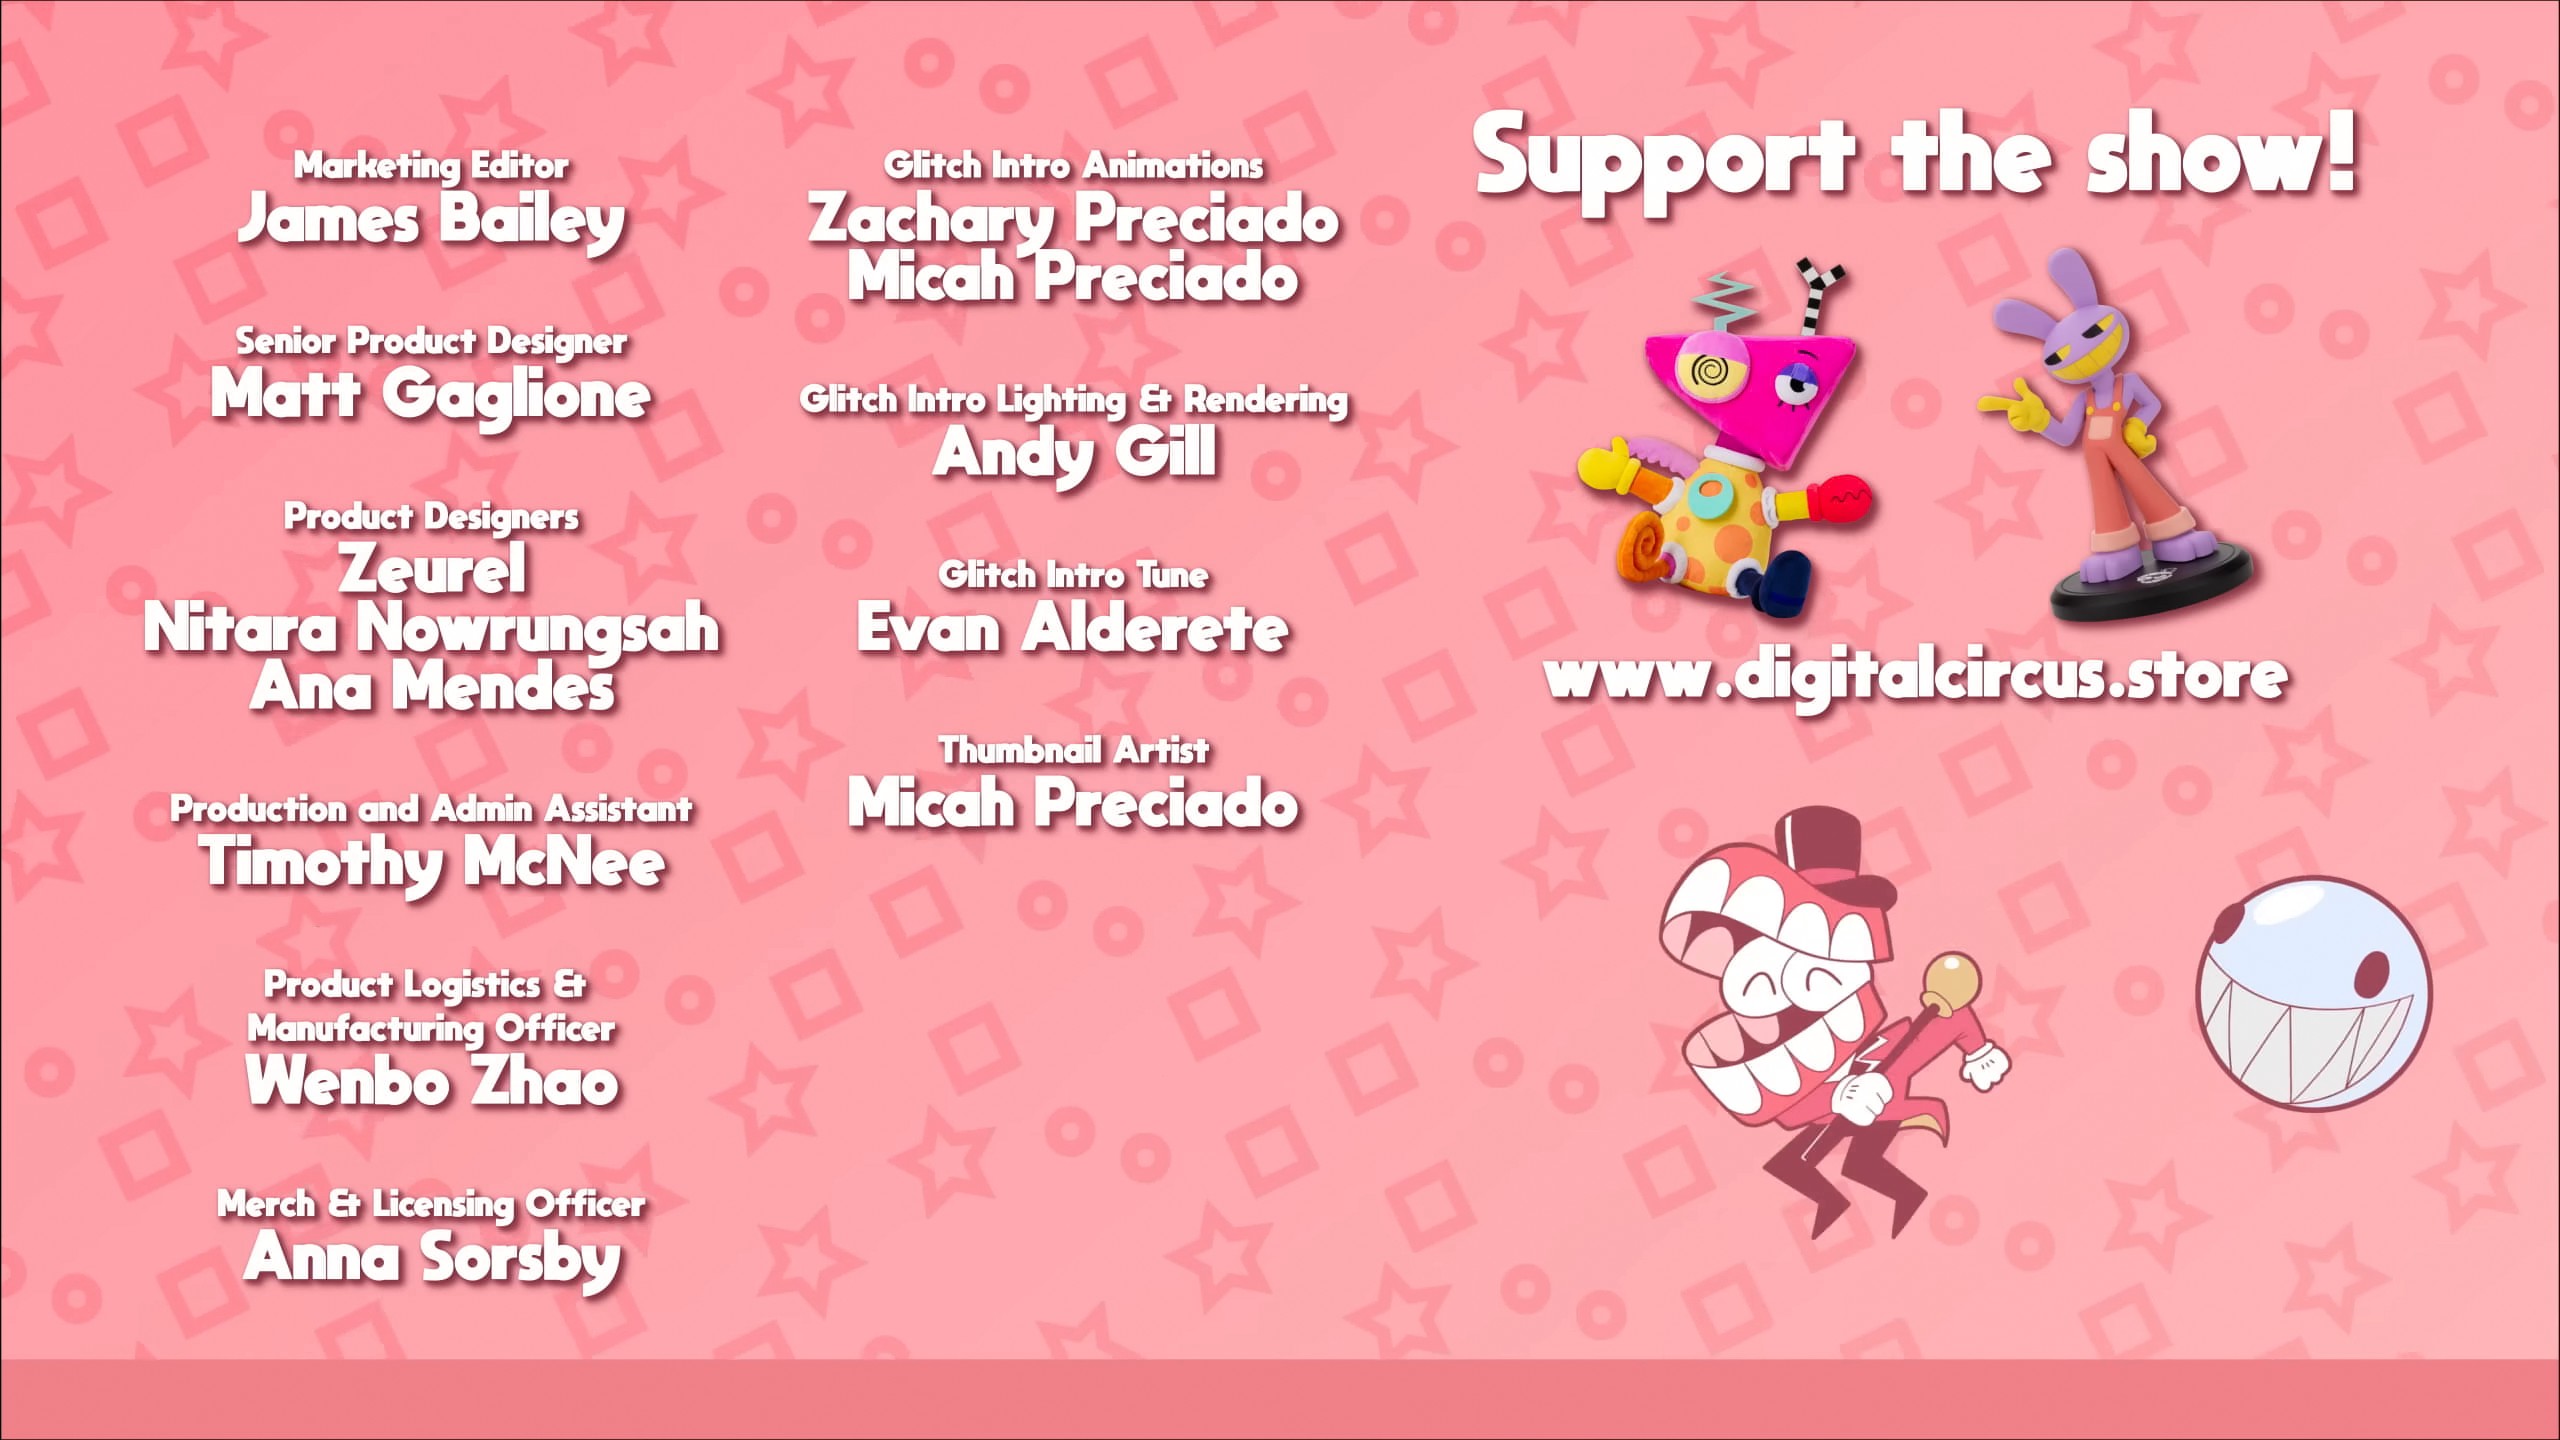 Marketing Editor
James Bailey
Senior Product Designer
Matt Gaglione
Product Designers
Zeurel
Nitara Nowrungsah
Ana Mendes
Production and Admin Assistant
Timothy McNee
Product Logistics &
Manufacturing Officer
Wenbo Zhao
Merch & Licensing Officer
Anna Sorsby
Glitch Intro Animations
Zachary Preciado
Micah Preciado
Glitch Intro Lighting & Rendering
Andy Gill
Glitch Intro Tune
Evan Alderete
Thumbnail Artist
Micah Preciado
Support the show!
www.digitalcircus.store